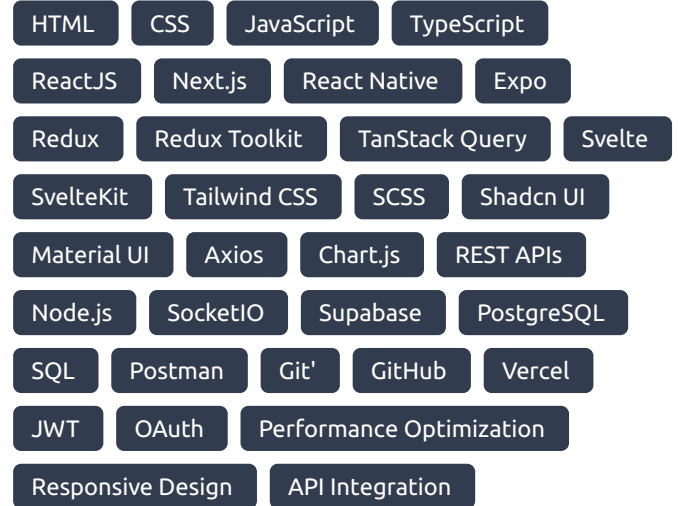 HTML CSS JavaScript TypeScript
ReactJS Next.js React Native Expo
Redux Redux Toolkit TanStack Query Svelte
SvelteKit Tailwind CSS SCSS Shadcn UI
Material UI Axios Chart.js REST APIs
Node.js SocketIO Supabase PostgreSQL
SQL Postman Git' GitHub Vercel
JWT OAuth Performance Optimization
Responsive Design API Integration